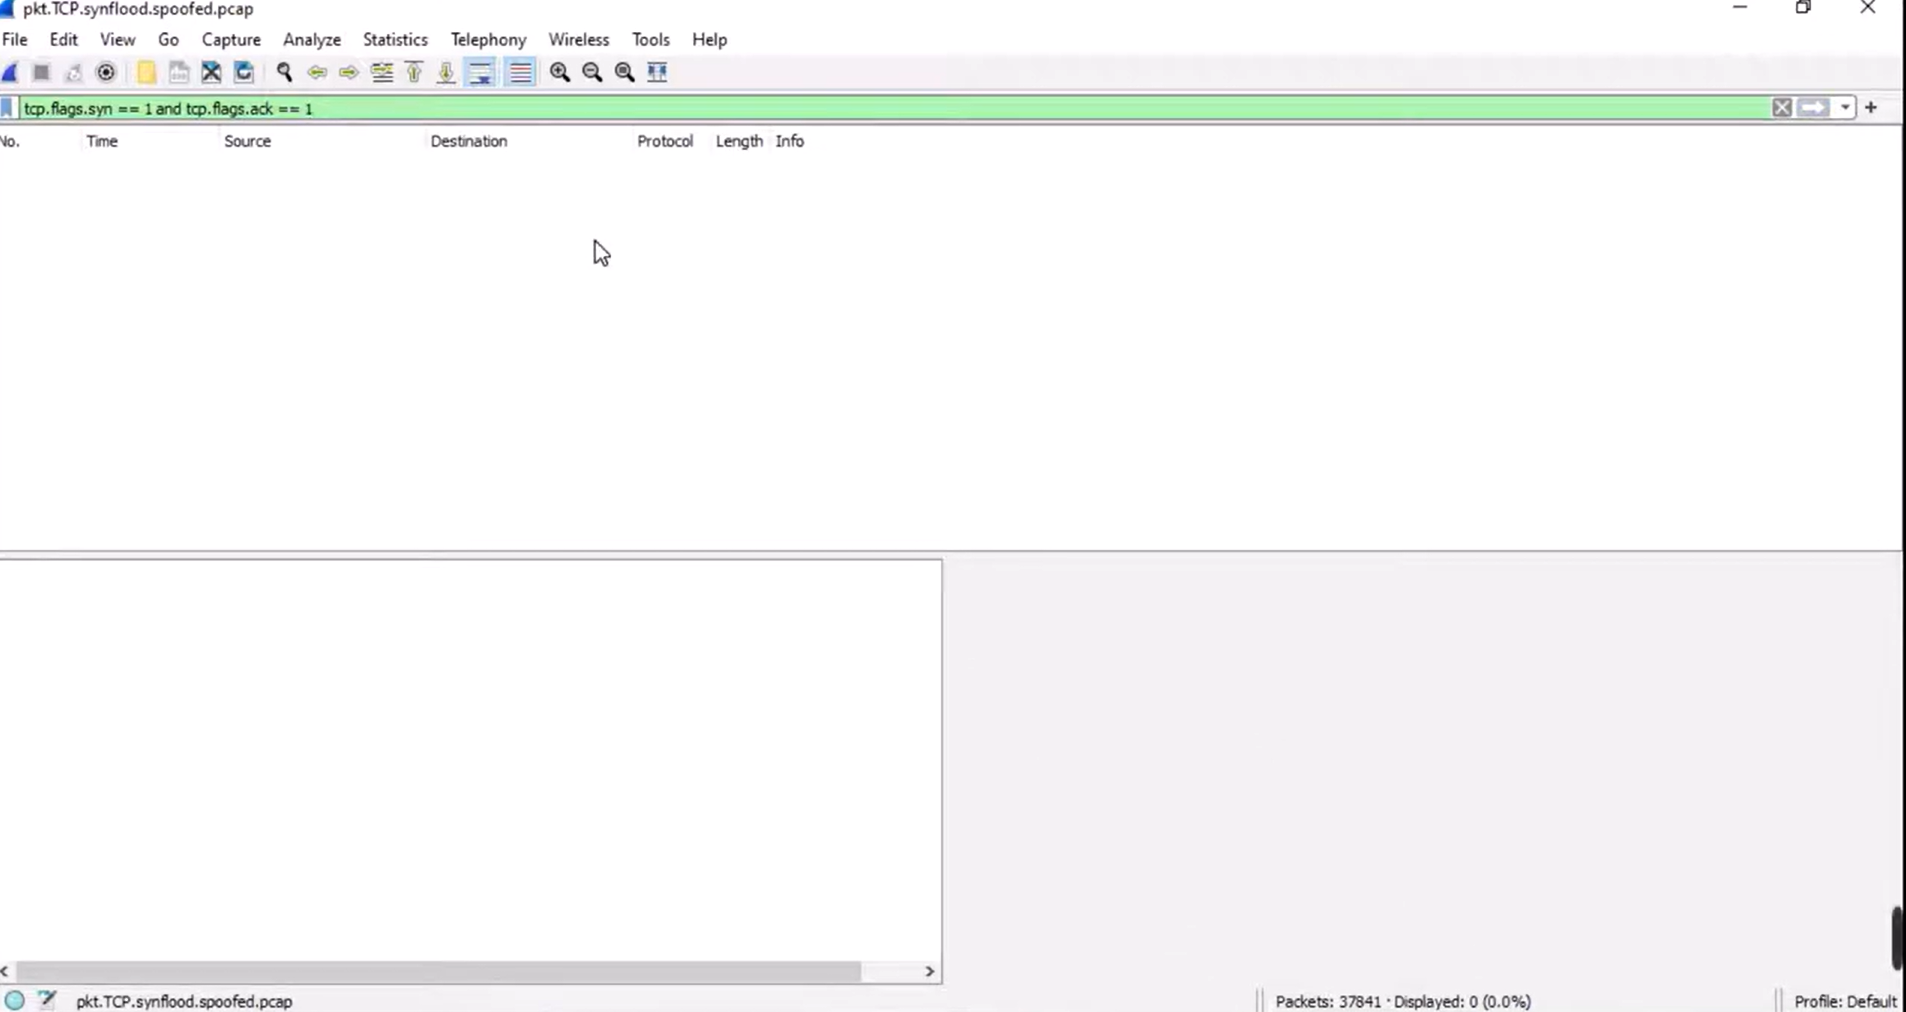 pkt.TCP.synflood.spoofed.pcap
File Edit View Go Capture Analyze Statistics Telephony Wireless Tools Help
tcp.flags.syn == 1 and tcp.flags.ack == 1
No. Time Source Destination Protocol Length Info
pkt.TCP.synflood.spoofed.pcap Packets: 37841 · Displayed: 0 (0.0%) Profile: Default